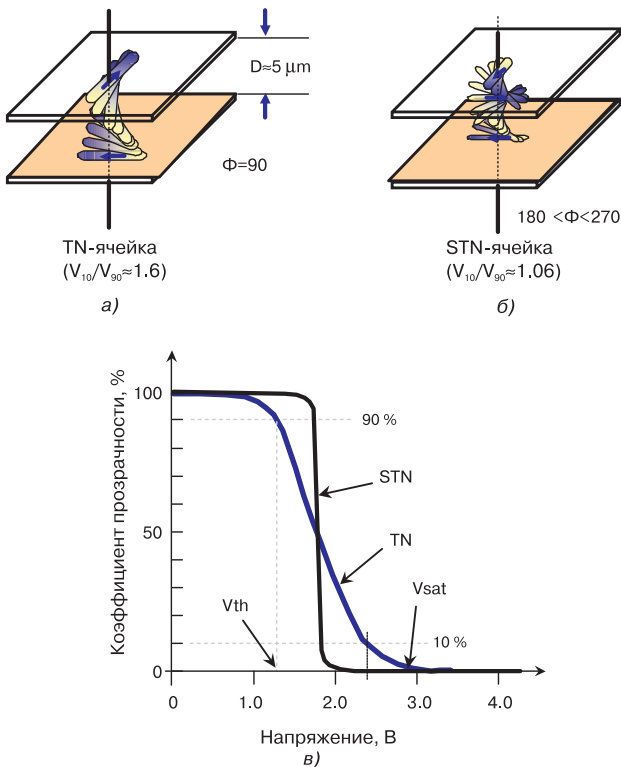 D≈5 μm
Φ=90
TN-ячейка
(V₁₀/V₉₀≈1.6)
а)
180 <Φ<270
STN-ячейка
(V₁₀/V₉₀≈1.06)
б)
Коэффициент прозрачности, %
100
90 %
STN
50
TN
Vth
Vsat
10 %
0
0 1.0 2.0 3.0 4.0
Напряжение, В
в)